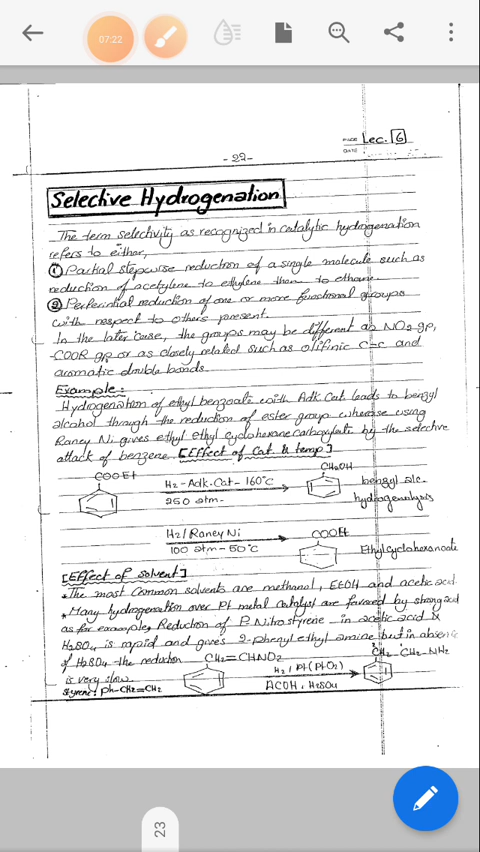 07:22
PAGE Lec. 6
DATE
- 22 -
Selective Hydrogenation
The term selectivity as recognized in catalytic hydrogenation
refers to either,
① Partial stepwise reduction of a single molecule such as
reduction of acetylene to ethylene then to ethane.
② Preferintial reduction of one or more functional groups
with respect to others present.
In the later case, the groups may be different as NO2 gp,
COOR gp or as closely related such as olifinic C=C and
aromatic double bonds.
Example:
Hydrogenation of ethyl benzoate with Adk Cat. leads to benzyl
alcohol through the reduction of ester group wherase using
Raney Ni gives ethyl ethyl cyclohexane carboxylate by the selective
attack of benzene. [Effect of Cat. & temp]
COOEt
H2-Adk.Cat-160°C
250 atm-
CH2OH
benzyl alc.
hydrogenolysis
H2/Raney Ni
100 atm-50°C
COOEt
Ethylcyclohexanoate
[Effect of solvent]
* The most common solvents are methanol, EtOH and acetic acid.
* Many hydrogenation over Pt metal catalyst are favored by strong acid
as for example, Reduction of β-Nitrostyrene in acetic acid &
H2SO4 is rapid and gives 2-phenyl ethyl amine but in absence
of H2SO4 the reduction
is very slow.
Styrene: Ph-CH2=CH2
CH=CHNO2
H2/Pt(PtO2)
ACOH, H2SO4
CH2-CH2-NH2
23